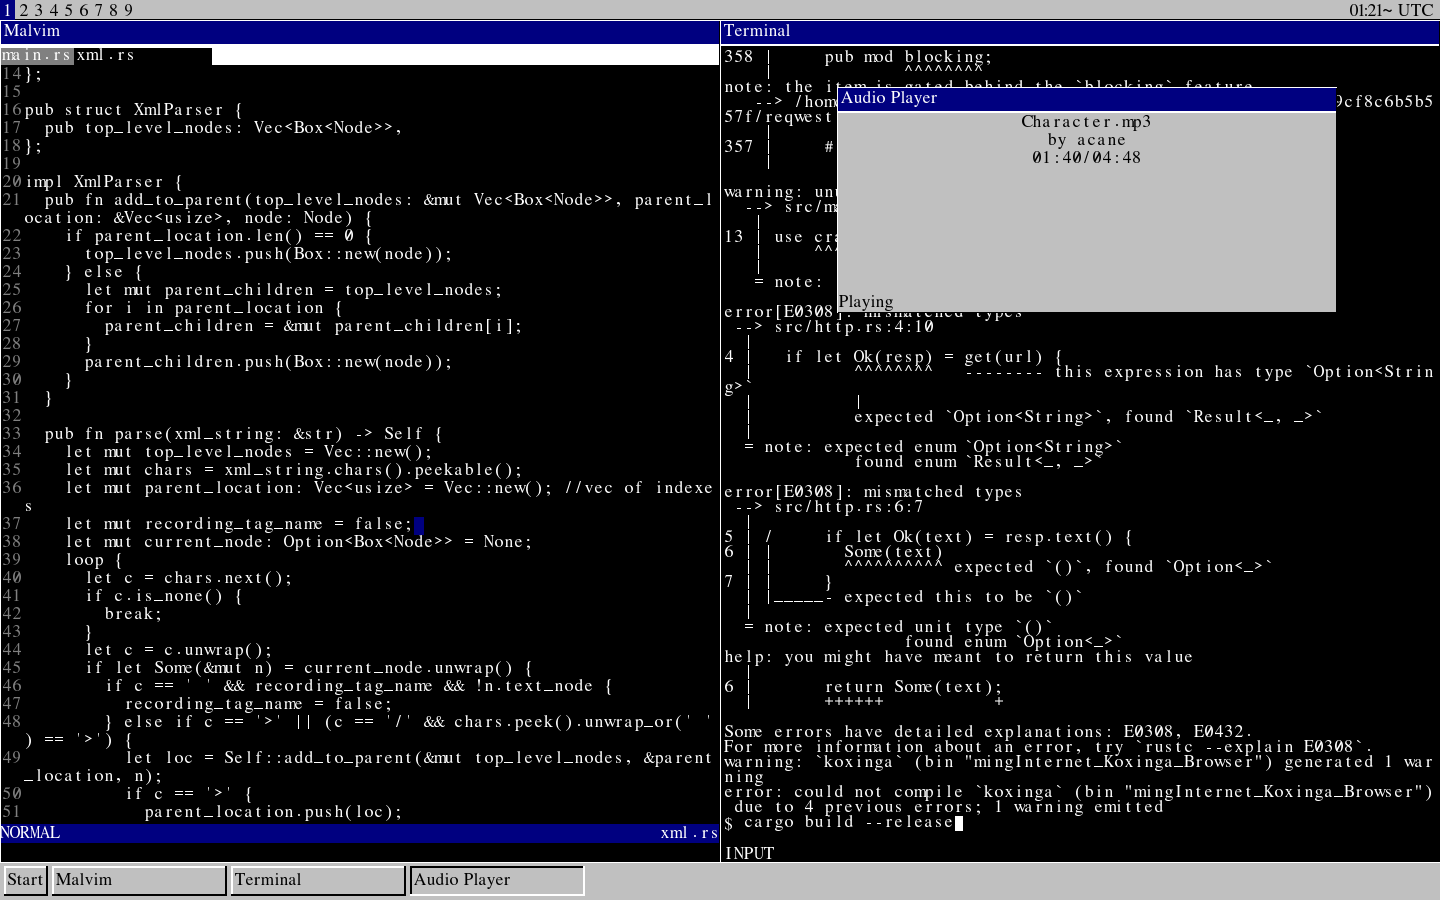 1 2 3 4 5 6 7 8 9
01:21~ UTC
Malvim
main.rs xml.rs
14 };
15
16 pub struct XmlParser {
17   pub top_level_nodes: Vec<Box<Node>>,
18 };
19
20 impl XmlParser {
21   pub fn add_to_parent(top_level_nodes: &mut Vec<Box<Node>>, parent_l
ocation: &Vec<usize>, node: Node) {
22     if parent_location.len() == 0 {
23       top_level_nodes.push(Box::new(node));
24     } else {
25       let mut parent_children = top_level_nodes;
26       for i in parent_location {
27         parent_children = &mut parent_children[i];
28       }
29       parent_children.push(Box::new(node));
30     }
31   }
32
33   pub fn parse(xml_string: &str) -> Self {
34     let mut top_level_nodes = Vec::new();
35     let mut chars = xml_string.chars().peekable();
36     let mut parent_location: Vec<usize> = Vec::new(); //vec of indexe
s
37     let mut recording_tag_name = false;
38     let mut current_node: Option<Box<Node>> = None;
39     loop {
40       let c = chars.next();
41       if c.is_none() {
42         break;
43       }
44       let c = c.unwrap();
45       if let Some(&mut n) = current_node.unwrap() {
46         if c == ' ' && recording_tag_name && !n.text_node {
47           recording_tag_name = false;
48         } else if c == '>' || (c == '/' && chars.peek().unwrap_or(' '
) == '>') {
49           let loc = Self::add_to_parent(&mut top_level_nodes, &parent
_location, n);
50           if c == '>' {
51             parent_location.push(loc);
NORMAL xml.rs
Terminal
358 |     pub mod blocking;
    |             ^^^^^^^^
note: the item is gated behind the `blocking` feature
   --> /hom 9cf8c6b5b5
57f/reqwest
    |
357 |     #
    |
warning: unu
  --> src/m
   |
13 | use cra
   |     ^^^
   |
   = note:
error[E0308]: mismatched types
 --> src/http.rs:4:10
  |
4 |   if let Ok(resp) = get(url) {
  |          ^^^^^^^^   -------- this expression has type `Option<Strin
g>`
  |          |
  |          expected `Option<String>`, found `Result<_, _>`
  |
  = note: expected enum `Option<String>`
             found enum `Result<_, _>`
error[E0308]: mismatched types
 --> src/http.rs:6:7
  |
5 | /     if let Ok(text) = resp.text() {
6 | |       Some(text)
  | |       ^^^^^^^^^^ expected `()`, found `Option<_>`
7 | |     }
  | |_____- expected this to be `()`
  |
  = note: expected unit type `()`
                  found enum `Option<_>`
help: you might have meant to return this value
  |
6 |       return Some(text);
  |       ++++++           +
Some errors have detailed explanations: E0308, E0432.
For more information about an error, try `rustc --explain E0308`.
warning: `koxinga` (bin "mingInternet_Koxinga_Browser") generated 1 war
ning
error: could not compile `koxinga` (bin "mingInternet_Koxinga_Browser")
 due to 4 previous errors; 1 warning emitted
$ cargo build --release
INPUT
Audio Player
Character.mp3
by acane
01:40/04:48
Playing
Start Malvim Terminal Audio Player